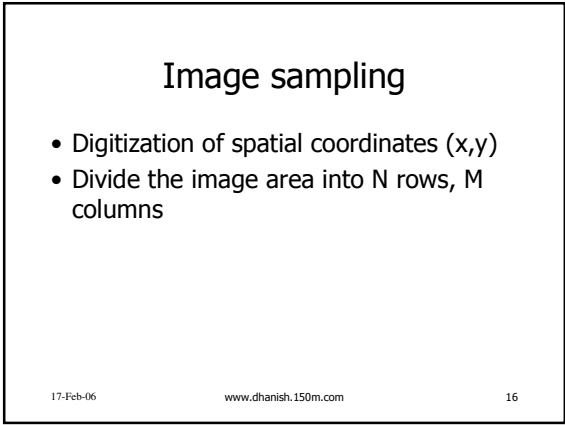 Image sampling
• Digitization of spatial coordinates (x,y)
• Divide the image area into N rows, M
columns
17-Feb-06 www.dhanish.150m.com 16